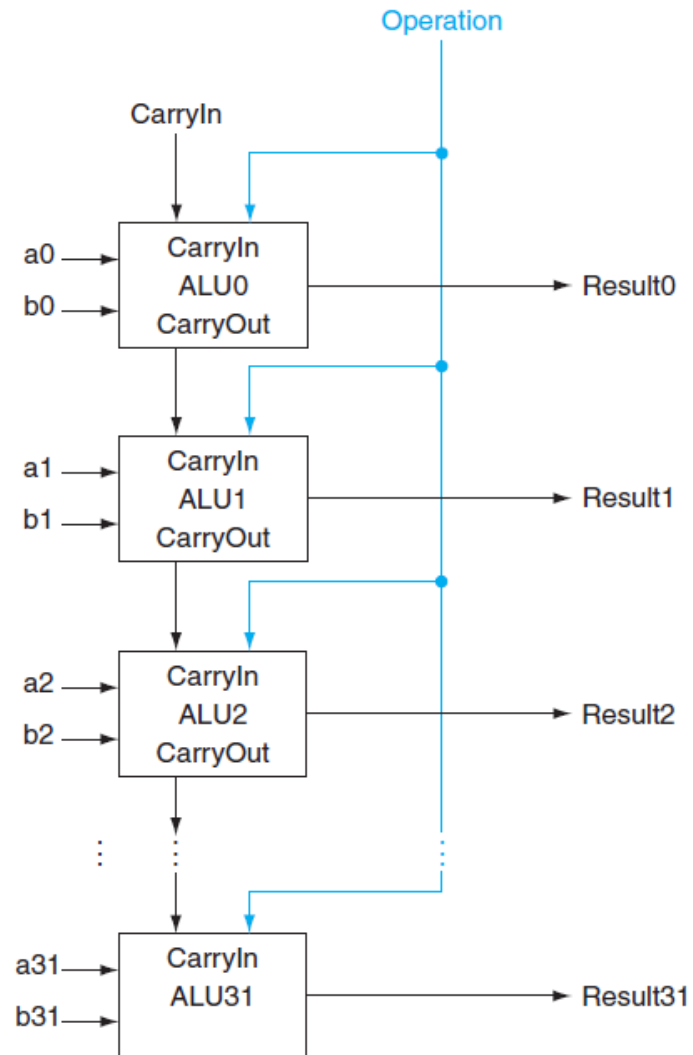 Operation
CarryIn
a0
b0
CarryIn
ALU0
CarryOut
Result0
a1
b1
CarryIn
ALU1
CarryOut
Result1
a2
b2
CarryIn
ALU2
CarryOut
Result2
a31
b31
CarryIn
ALU31
Result31